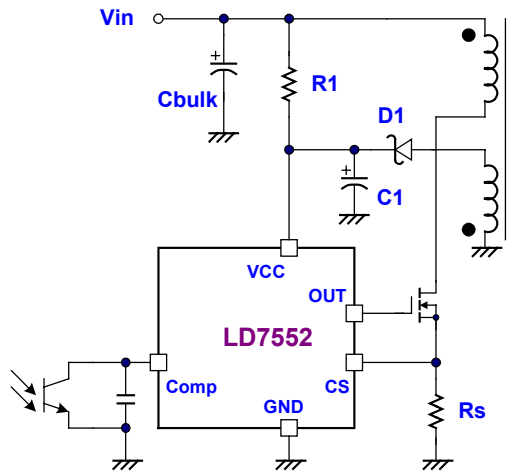 Vin
Cbulk
R1
D1
C1
VCC
OUT
LD7552
Comp
CS
GND
Rs